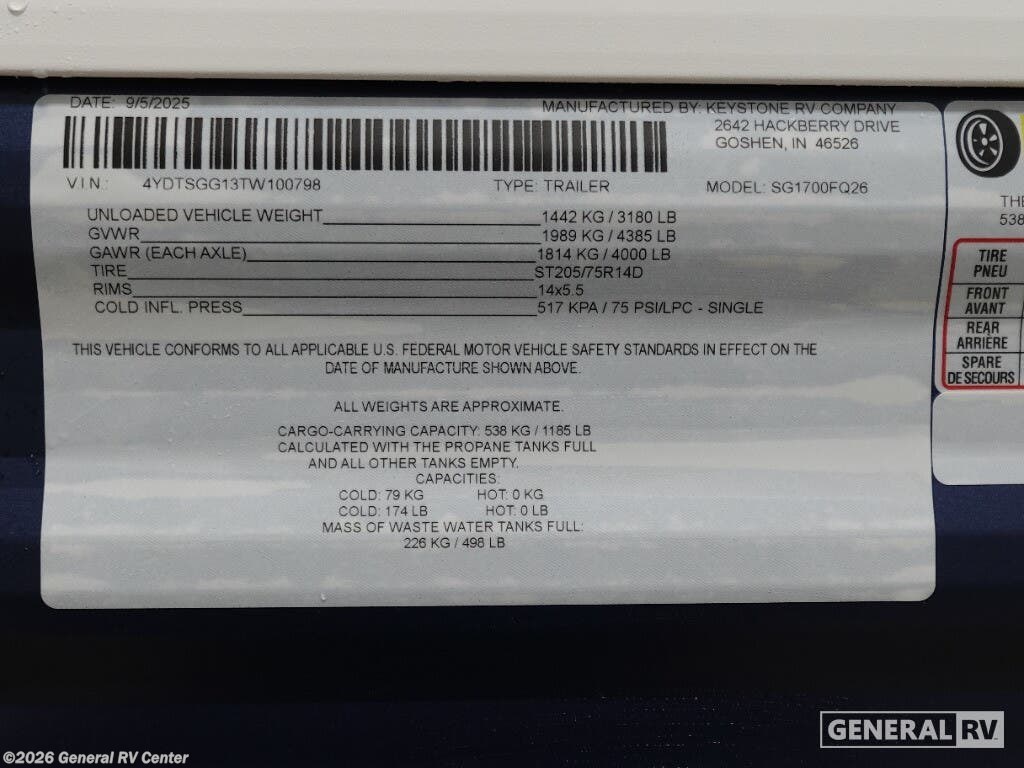 DATE: 9/5/2025
MANUFACTURED BY: KEYSTONE RV COMPANY
2642 HACKBERRY DRIVE
GOSHEN, IN 46526
VIN: 4YDTSGG13TW100798 TYPE: TRAILER MODEL: SG1700FQ26
UNLOADED VEHICLE WEIGHT 1442 KG / 3180 LB
GVWR 1989 KG / 4385 LB
GAWR (EACH AXLE) 1814 KG / 4000 LB
TIRE ST205/75R14D
RIMS 14x5.5
COLD INFL. PRESS 517 KPA / 75 PSI/LPC - SINGLE
THIS VEHICLE CONFORMS TO ALL APPLICABLE U.S. FEDERAL MOTOR VEHICLE SAFETY STANDARDS IN EFFECT ON THE
DATE OF MANUFACTURE SHOWN ABOVE.
ALL WEIGHTS ARE APPROXIMATE.
CARGO-CARRYING CAPACITY: 538 KG / 1185 LB
CALCULATED WITH THE PROPANE TANKS FULL
AND ALL OTHER TANKS EMPTY.
CAPACITIES:
COLD: 79 KG HOT: 0 KG
COLD: 174 LB HOT: 0 LB
MASS OF WASTE WATER TANKS FULL:
226 KG / 498 LB
538
TIRE
PNEU
FRONT
AVANT
REAR
ARRIÈRE
SPARE
DE SECOURS
GENERAL RV
©2026 General RV Center